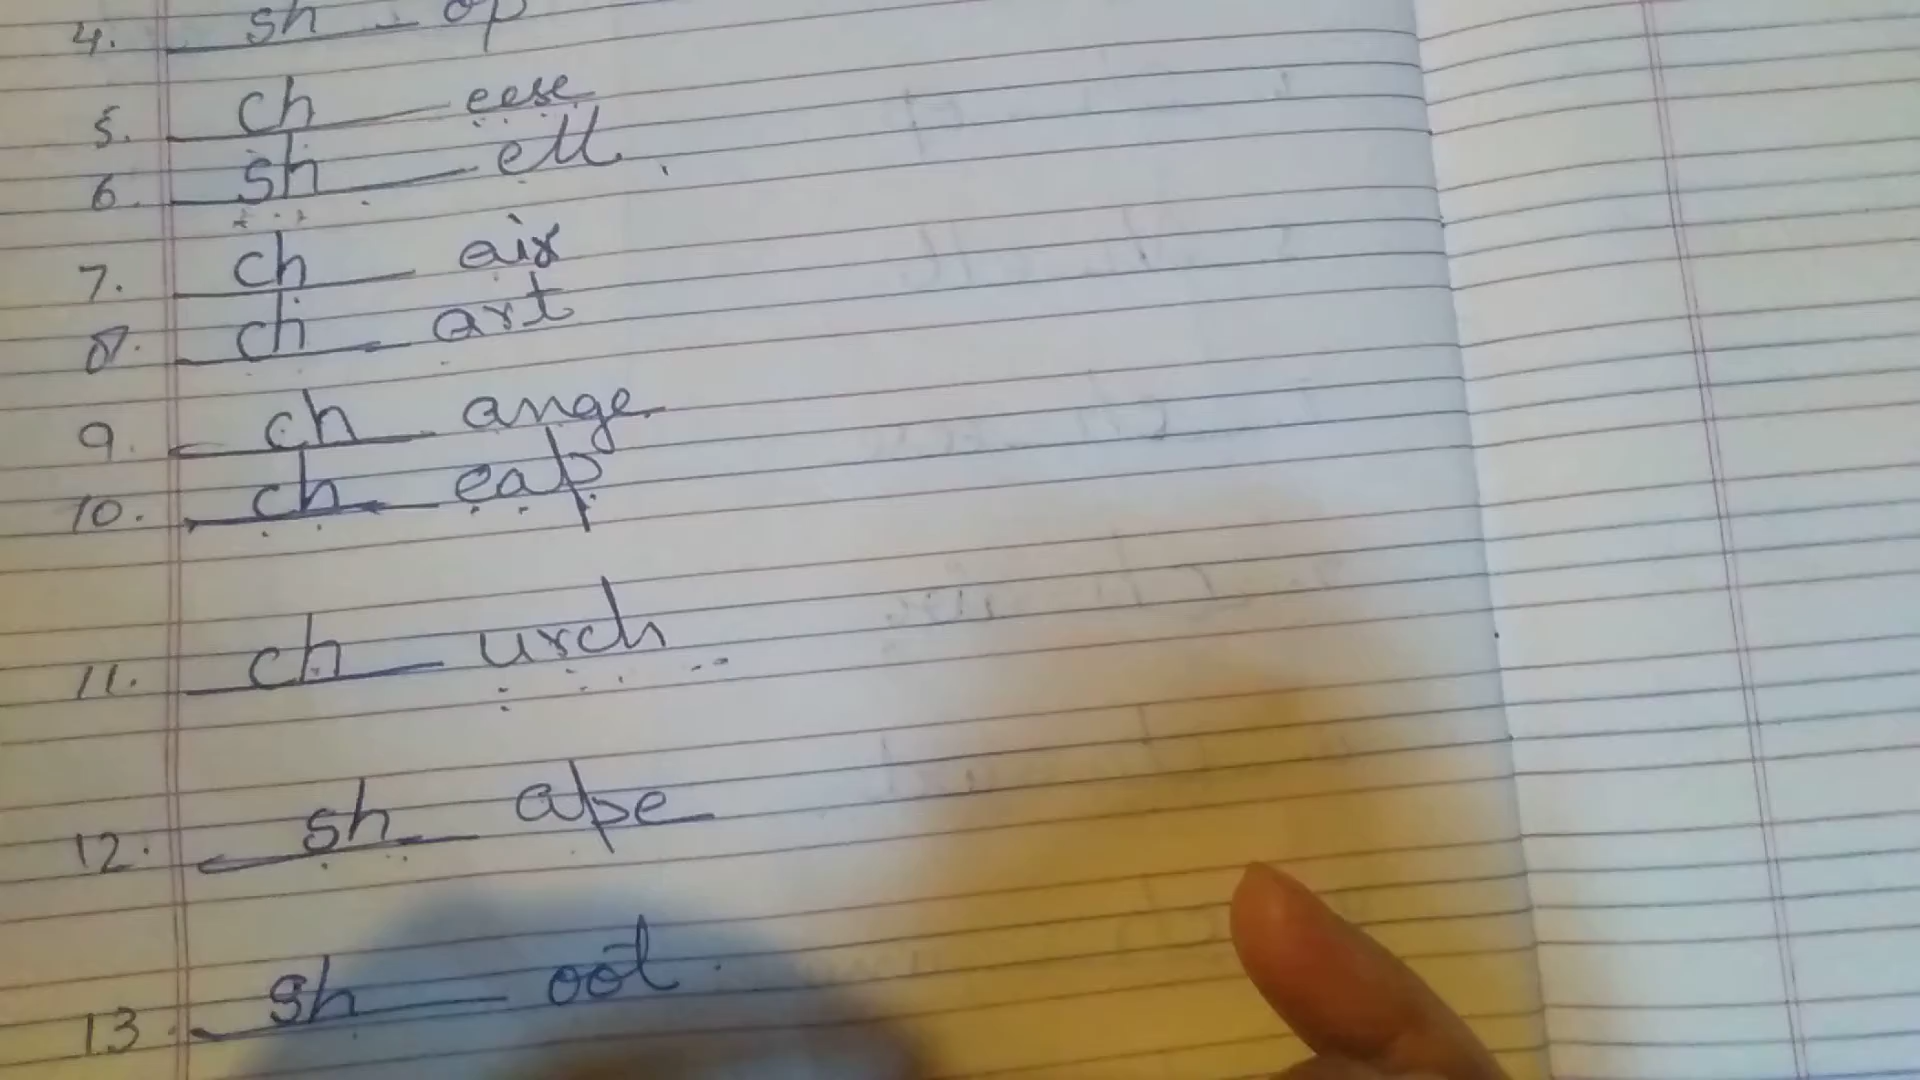 4. sh op
5. ch eese
6. sh ell
7. ch air
8. ch art
9. ch ange
10. ch eap
11. ch urch
12. sh ape
13 sh oot